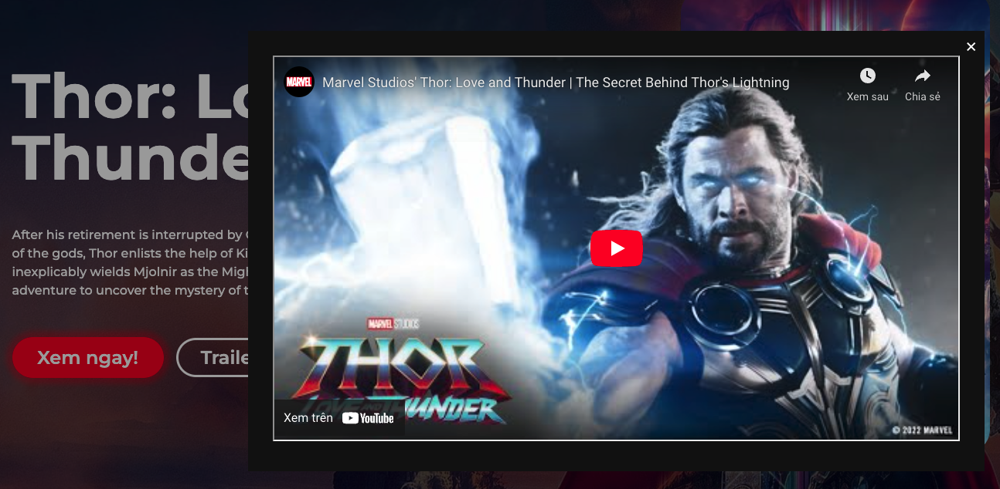 Thor: Lo
Thunde
After his retirement is interrupted by
of the gods, Thor enlists the help of Ki
inexplicably wields Mjolnir as the Migh
adventure to uncover the mystery of t
Xem ngay!
Traile
MARVEL
Marvel Studios' Thor: Love and Thunder | The Secret Behind Thor's Lightning
Xem sau
Chia sẻ
MARVEL STUDIOS
THOR
LOVE AND THUNDER
Xem trên YouTube
© 2022 MARVEL